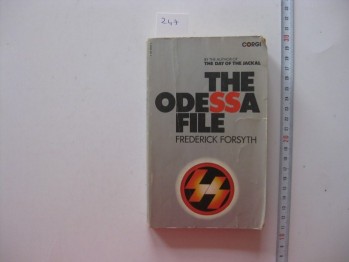 247
CORGI
BY THE AUTHOR OF
THE DAY OF THE JACKAL
THE
ODESSA
FILE
FREDERICK FORSYTH